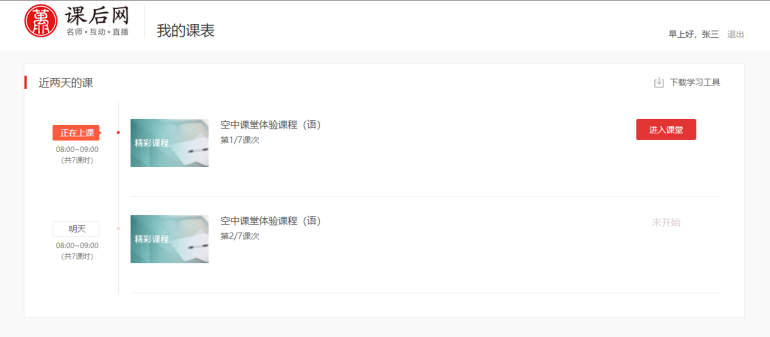 课后网
名师•互动•直播
我的课表
早上好，张三 退出
近两天的课
下载学习工具
正在上课
08:00~09:00
(共7课时)
精彩课程
空中课堂体验课程（语）
第1/7课次
进入课堂
明天
08:00~09:00
(共7课时)
精彩课程
空中课堂体验课程（语）
第2/7课次
未开始